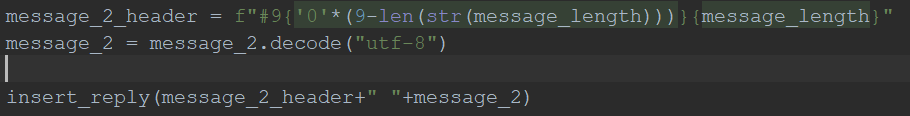 message_2_header = f"#9{'0'*(9-len(str(message_length)))}{message_length}"
message_2 = message_2.decode("utf-8")
insert_reply(message_2_header+" "+message_2)